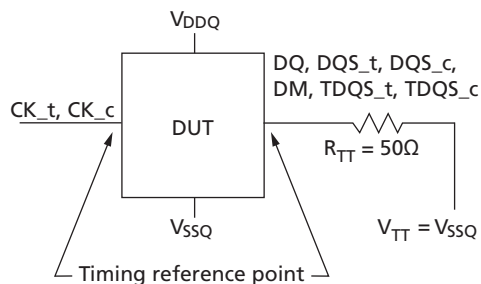 VDDQ
DQ, DQS_t, DQS_c,
DM, TDQS_t, TDQS_c
CK_t, CK_c
DUT
RTT = 50Ω
VSSQ
VTT = VSSQ
Timing reference point